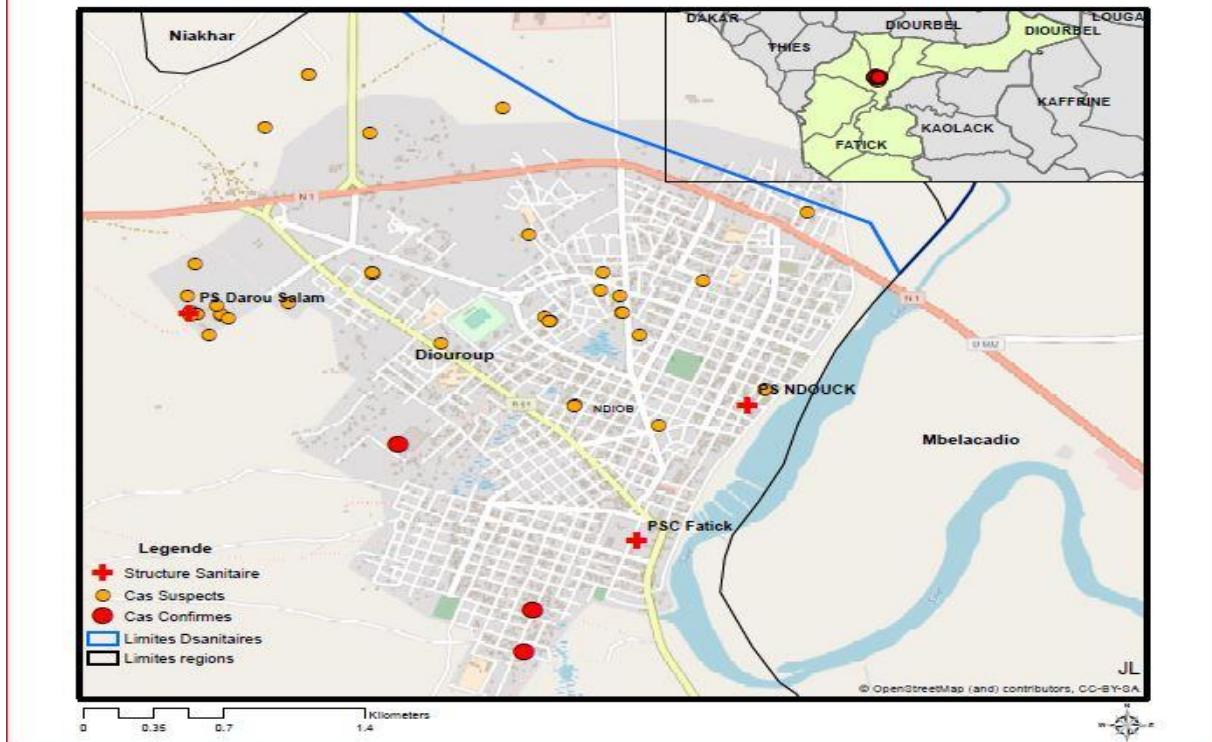 Niakhar
DAKAR
DIOURBEL
LOUGA
THIES
DIOURBEL
KAFFRINE
KAOLACK
FATICK
N 1
PS Darou Salam
N 1
Diouroup
PS NDOUCK
NDIOB
Mbelacadio
PSC Fatick
Legende
Structure Sanitaire
Cas Suspects
Cas Confirmes
Limites Dsanitaires
Limites regions
JL
© OpenStreetMap (and) contributors, CC-BY-SA
Kilometers
0 0.35 0.7 1.4
N
W E
S